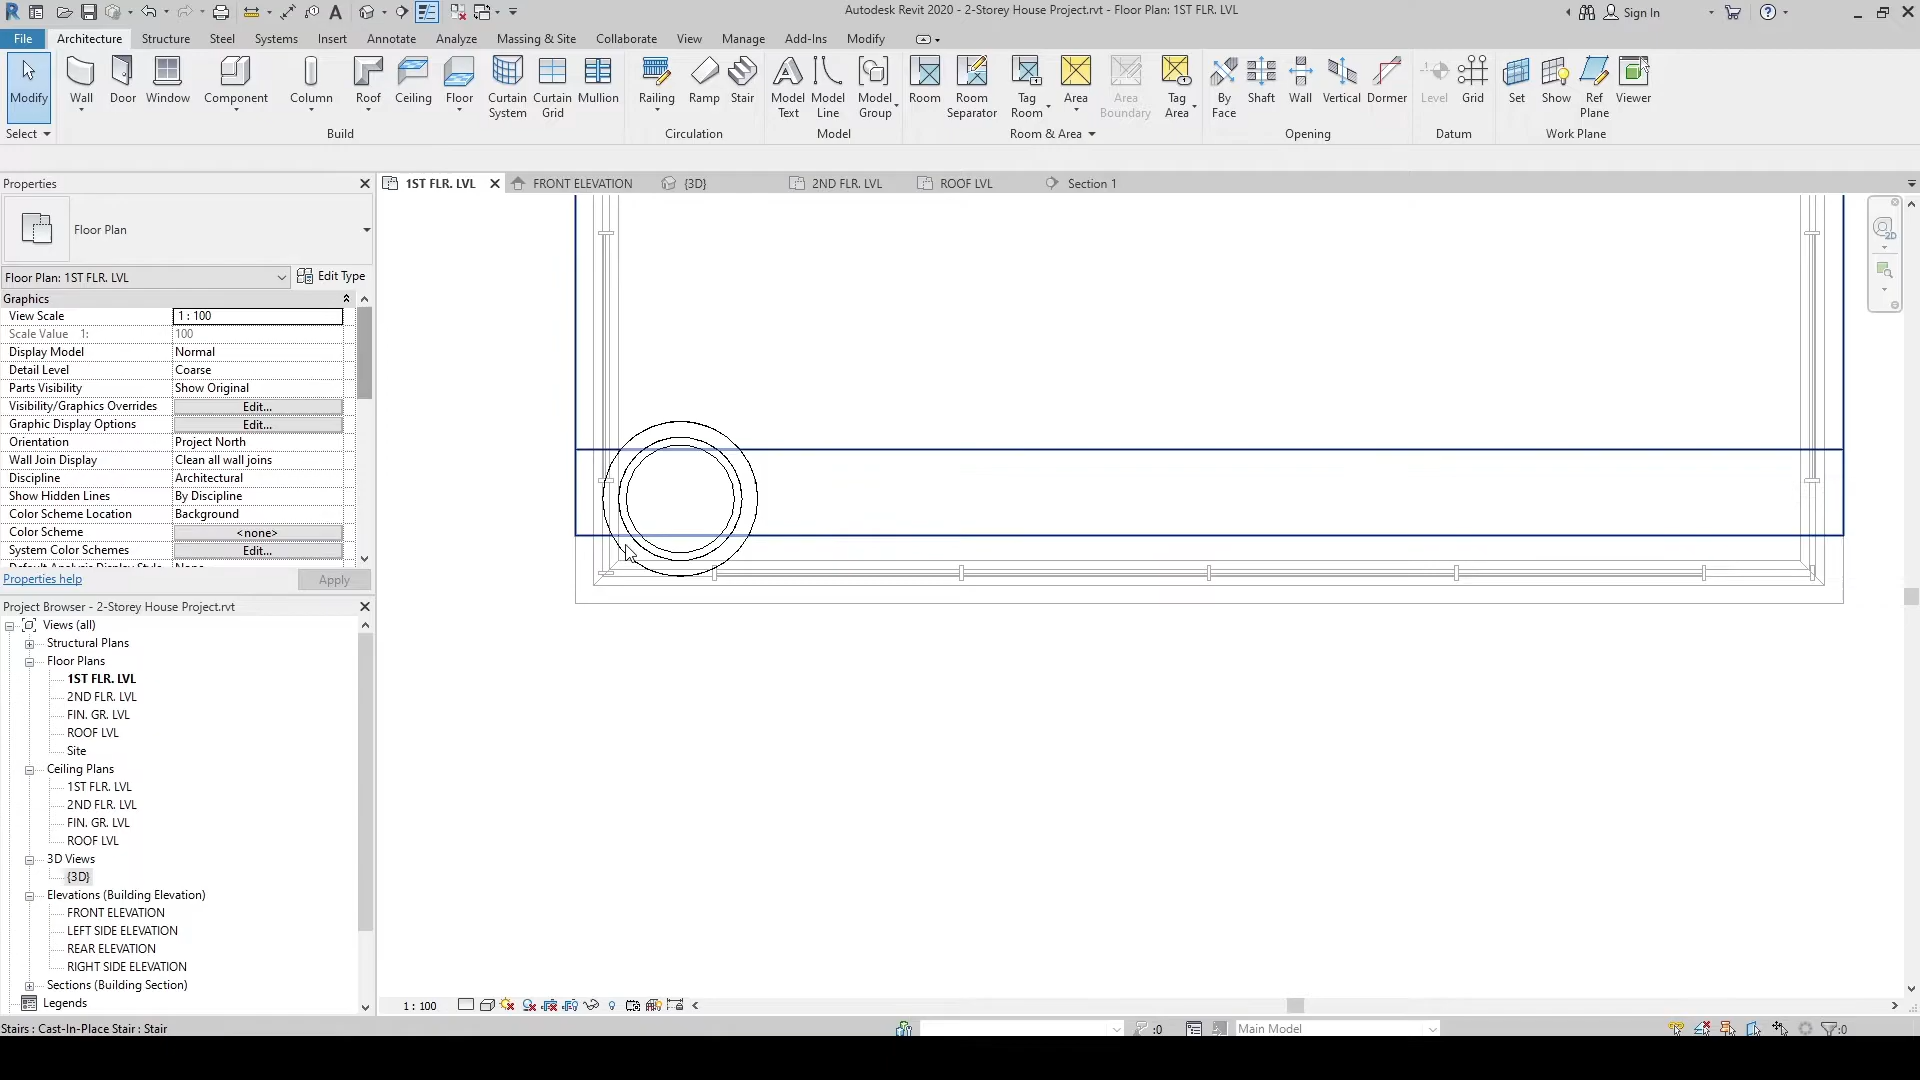 Autodesk Revit 2020 - 2-Storey House Project.rvt - Floor Plan: 1ST FLR. LVL
Sign In
File Architecture Structure Steel Systems Insert Annotate Analyze Massing & Site Collaborate View Manage Add-Ins Modify
Modify Wall Door Window Component Column Roof Ceiling Floor Curtain System Curtain Grid Mullion Railing Ramp Stair Model Text Model Line Model Group Room Room Separator Tag Room Area Area Boundary Tag Area By Face Shaft Wall Vertical Dormer Level Grid Set Show Ref Plane Viewer
Select Build Circulation Model Room & Area Opening Datum Work Plane
Properties
1ST FLR. LVL FRONT ELEVATION {3D} 2ND FLR. LVL ROOF LVL Section 1
Floor Plan
Floor Plan: 1ST FLR. LVL Edit Type
Graphics
View Scale 1 : 100
Scale Value 1: 100
Display Model Normal
Detail Level Coarse
Parts Visibility Show Original
Visibility/Graphics Overrides Edit...
Graphic Display Options Edit...
Orientation Project North
Wall Join Display Clean all wall joins
Discipline Architectural
Show Hidden Lines By Discipline
Color Scheme Location Background
Color Scheme <none>
System Color Schemes Edit...
Properties help Apply
Project Browser - 2-Storey House Project.rvt
Views (all)
Structural Plans
Floor Plans
1ST FLR. LVL
2ND FLR. LVL
FIN. GR. LVL
ROOF LVL
Site
Ceiling Plans
1ST FLR. LVL
2ND FLR. LVL
FIN. GR. LVL
ROOF LVL
3D Views
{3D}
Elevations (Building Elevation)
FRONT ELEVATION
LEFT SIDE ELEVATION
REAR ELEVATION
RIGHT SIDE ELEVATION
Sections (Building Section)
Legends
1 : 100
Stairs : Cast-In-Place Stair : Stair
:0
Main Model
:0
2D